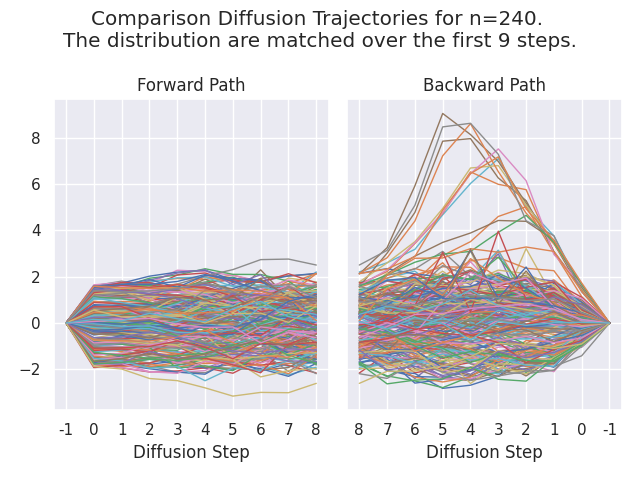 Comparison Diffusion Trajectories for n=240.
The distribution are matched over the first 9 steps.
Forward Path
Backward Path
8
6
4
2
0
−2
-1 0 1 2 3 4 5 6 7 8
8 7 6 5 4 3 2 1 0 -1
Diffusion Step
Diffusion Step